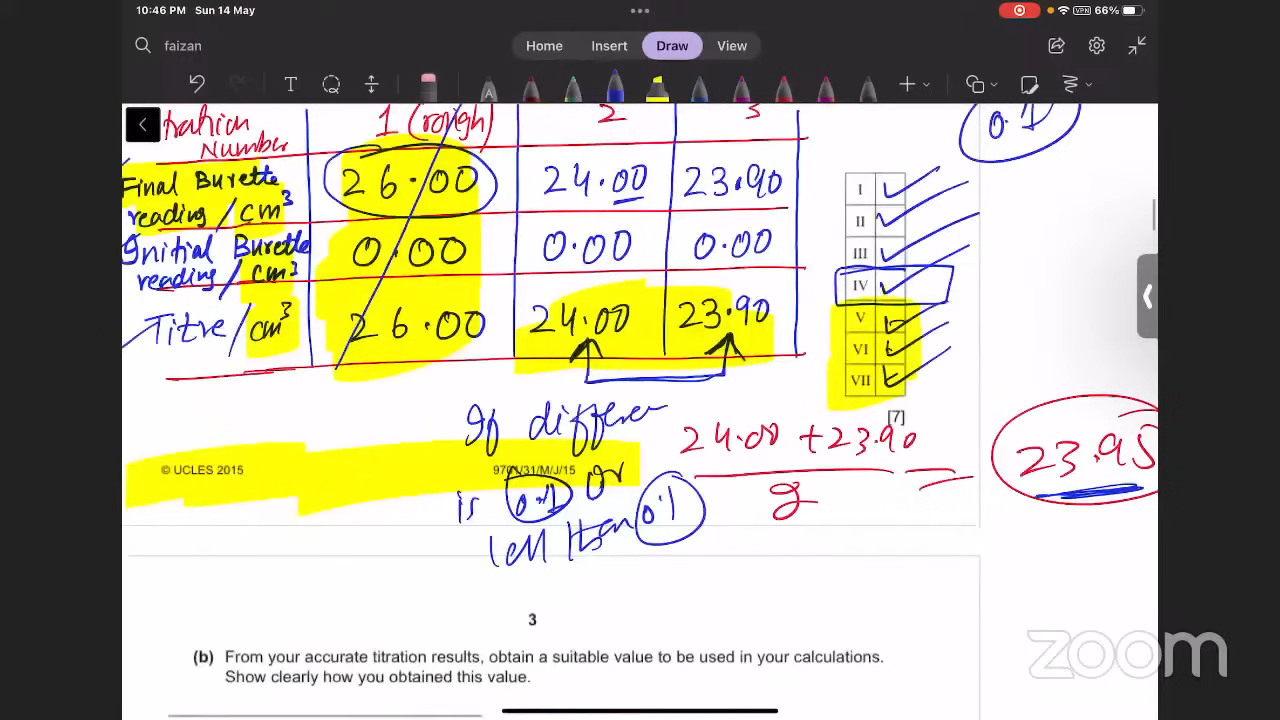 10:46 PM Sun 14 May
VPN 66%
faizan
Home Insert Draw View
tration Number 1 (rough) 2 3
0.1
Final Burette reading / cm³ 26.00 24.00 23.90
Initial Burette reading / cm³ 0.00 0.00 0.00
Titre / cm³ 26.00 24.00 23.90
I
II
III
IV
V
VI
VII
[7]
If differen
is 0.1 or
less than 0.1
24.00 + 23.90
2
=
23.95
© UCLES 2015
9701/31/M/J/15
3
(b) From your accurate titration results, obtain a suitable value to be used in your calculations.
Show clearly how you obtained this value.
zoom